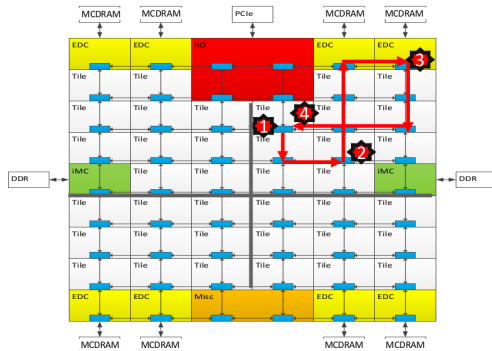 MCDRAM MCDRAM PCIe MCDRAM MCDRAM
EDC EDC IIO EDC EDC
3
Tile Tile Tile Tile
Tile Tile Tile Tile Tile Tile
4
1
Tile Tile Tile Tile Tile Tile
2
iMC Tile Tile Tile Tile iMC
DDR DDR
Tile Tile Tile Tile Tile Tile
Tile Tile Tile Tile Tile Tile
Tile Tile Tile Tile Tile Tile
EDC EDC Misc EDC EDC
MCDRAM MCDRAM MCDRAM MCDRAM